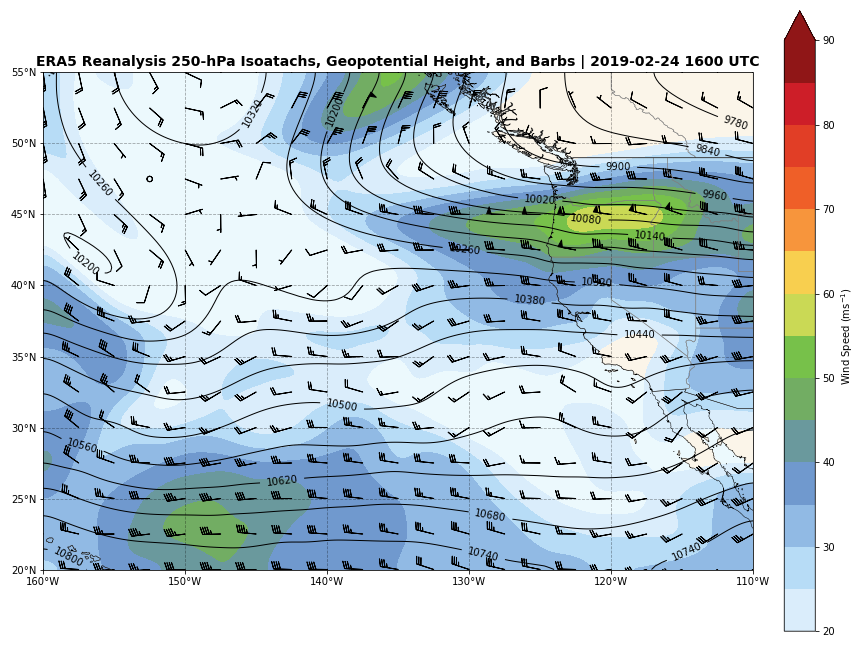 ERA5 Reanalysis 250-hPa Isoatachs, Geopotential Height, and Barbs | 2019-02-24 1600 UTC
55°N
50°N
45°N
40°N
35°N
30°N
25°N
20°N
160°W
150°W
140°W
130°W
120°W
110°W
10320
10200
9780
9840
9900
9960
10260
10020
10080
10140
10200
10260
10380
10440
10500
10560
10620
10680
10740
10740
10800
90
80
70
60
50
40
30
20
Wind Speed (ms⁻¹)